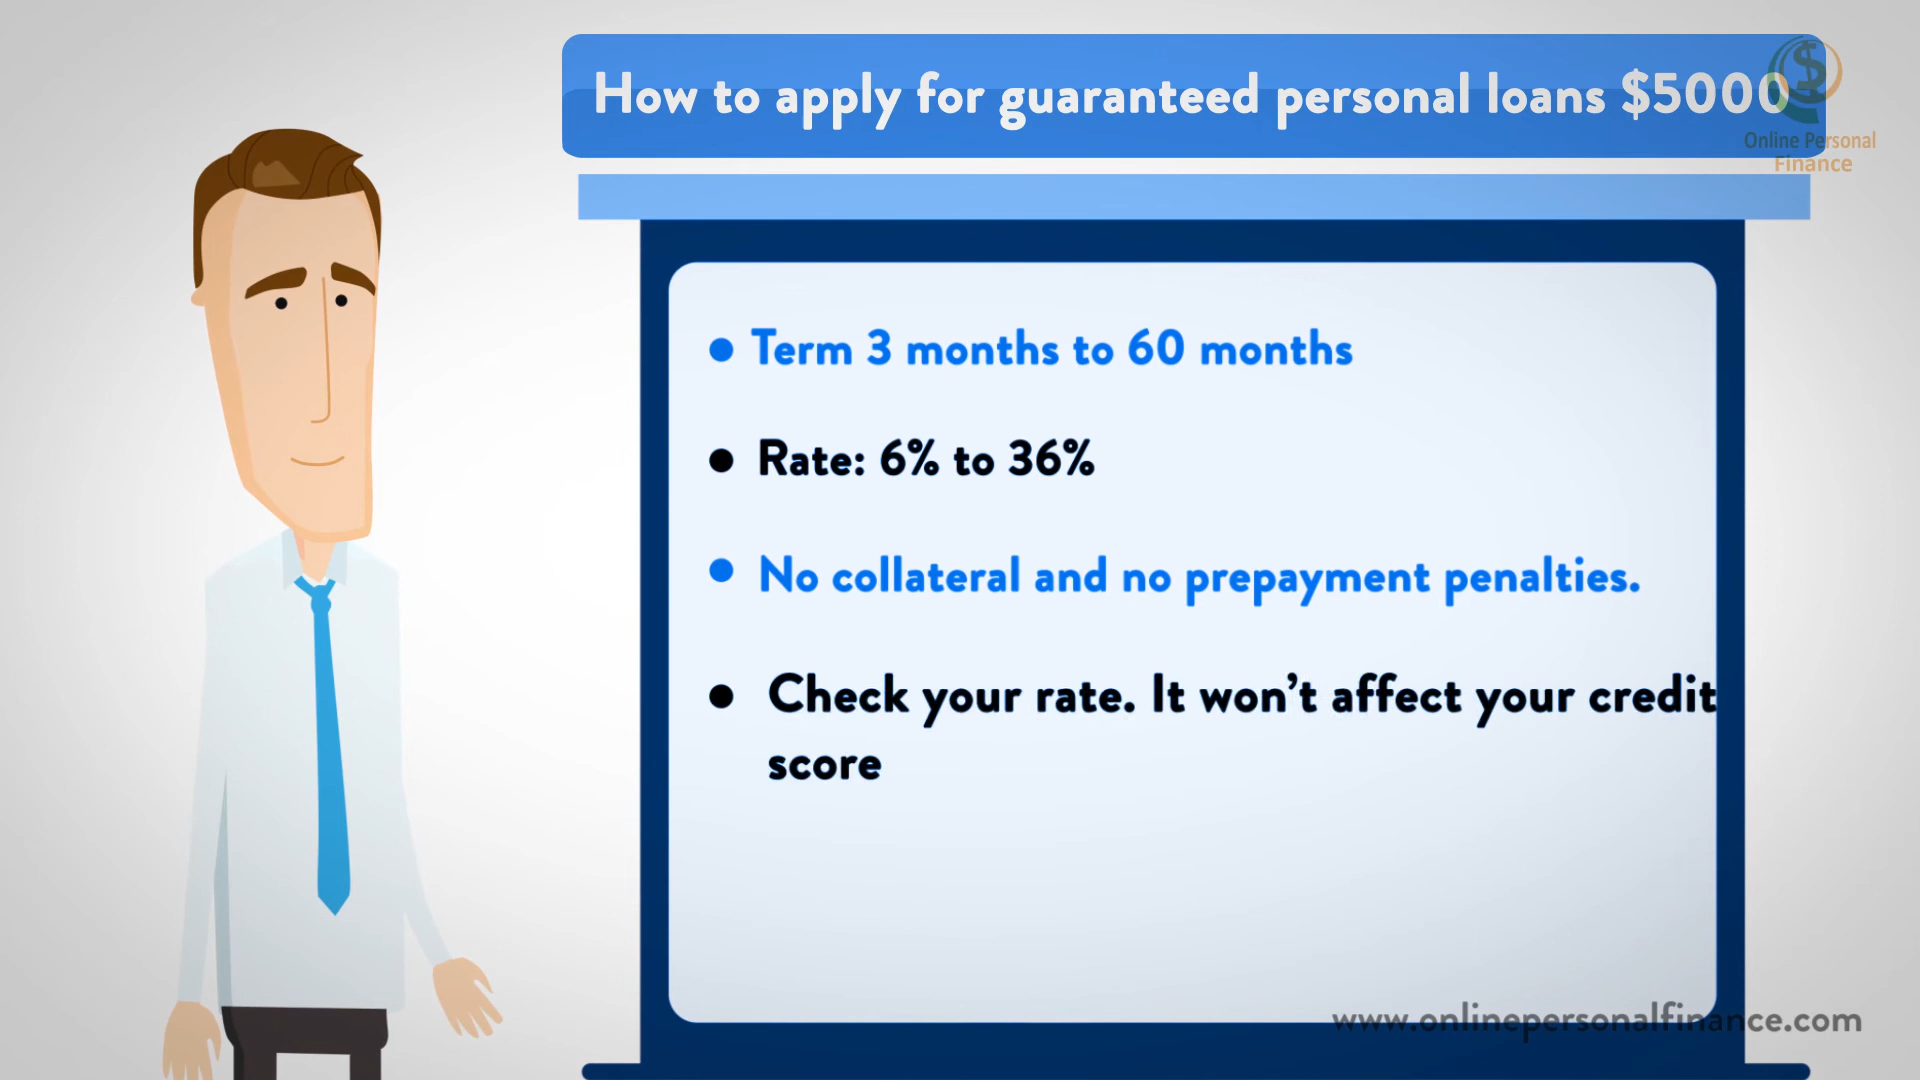 How to apply for guaranteed personal loans $5000
Online Personal
Finance
● Term 3 months to 60 months
● Rate: 6% to 36%
● No collateral and no prepayment penalties.
● Check your rate. It won't affect your credit
score
www.onlinepersonalfinance.com